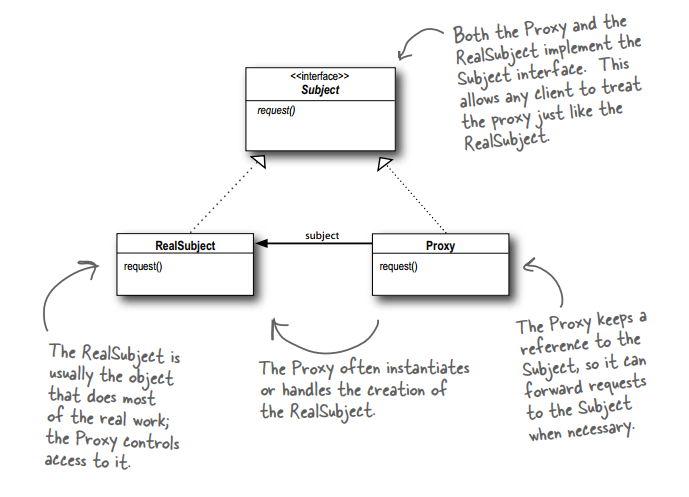 Both the Proxy and the
RealSubject implement the
Subject interface. This
allows any client to treat
the proxy just like the
RealSubject.
<<interface>>
Subject
request()
RealSubject
request()
subject
Proxy
request()
The RealSubject is
usually the object
that does most
of the real work;
the Proxy controls
access to it.
The Proxy often instantiates
or handles the creation of
the RealSubject.
The Proxy keeps a
reference to the
Subject, so it can
forward requests
to the Subject
when necessary.